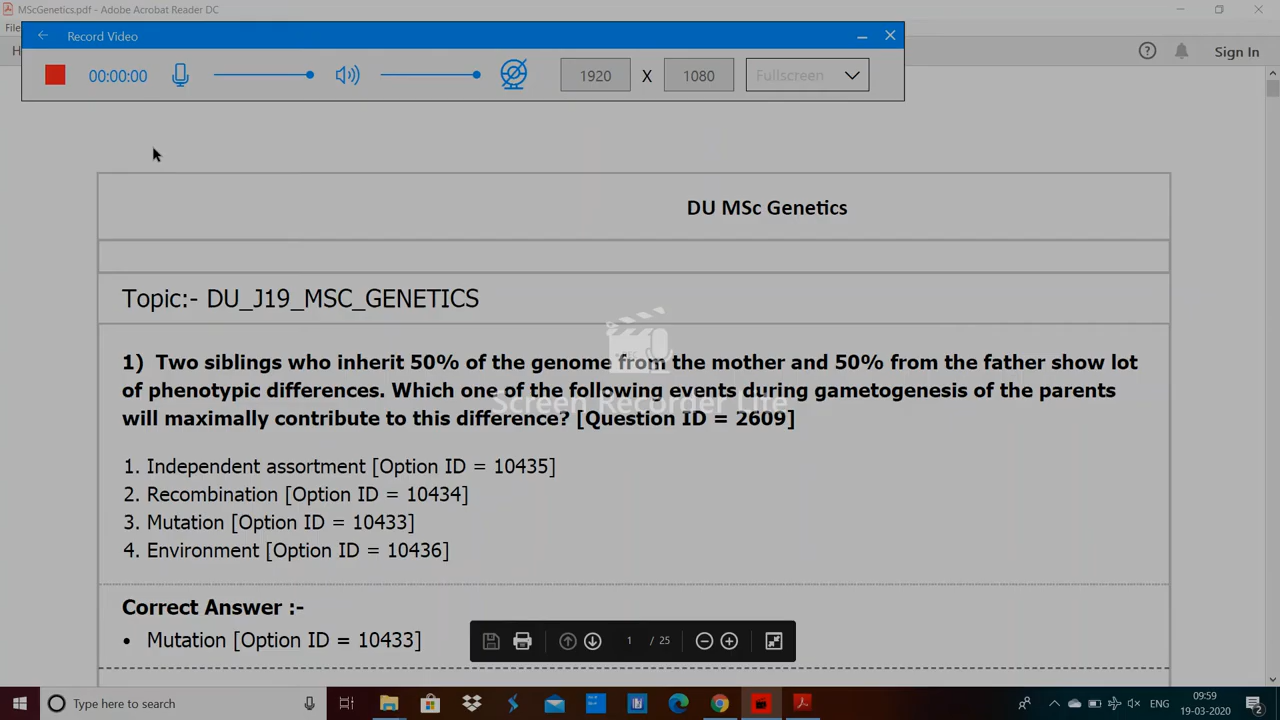 MScGenetics.pdf - Adobe Acrobat Reader DC
Record Video
00:00:00
1920 X 1080 Fullscreen
Sign In
DU MSc Genetics
Topic:- DU_J19_MSC_GENETICS
1) Two siblings who inherit 50% of the genome from the mother and 50% from the father show lot
of phenotypic differences. Which one of the following events during gametogenesis of the parents
will maximally contribute to this difference? [Question ID = 2609]
Screen Recorder Lite
1. Independent assortment [Option ID = 10435]
2. Recombination [Option ID = 10434]
3. Mutation [Option ID = 10433]
4. Environment [Option ID = 10436]
Correct Answer :-
• Mutation [Option ID = 10433]
1 / 25
Type here to search
ENG
09:59
19-03-2020
2